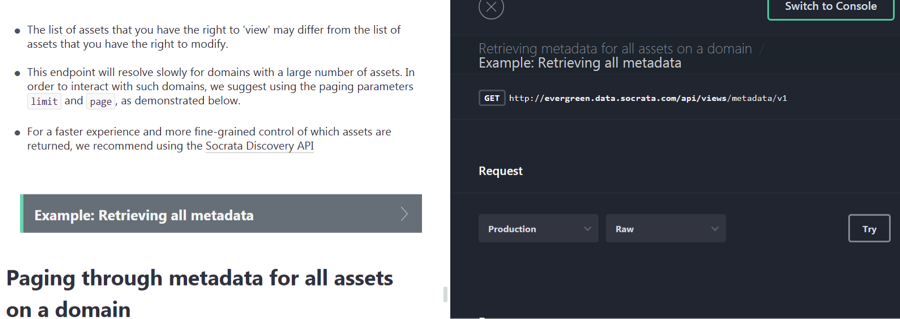 The list of assets that you have the right to 'view' may differ from the list of
assets that you have the right to modify.
This endpoint will resolve slowly for domains with a large number of assets. In
order to interact with such domains, we suggest using the paging parameters
limit and page, as demonstrated below.
For a faster experience and more fine-grained control of which assets are
returned, we recommend using the Socrata Discovery API
Example: Retrieving all metadata
Paging through metadata for all assets
on a domain
Switch to Console
Retrieving metadata for all assets on a domain /
Example: Retrieving all metadata
GET http://evergreen.data.socrata.com/api/views/metadata/v1
Request
Production Raw Try